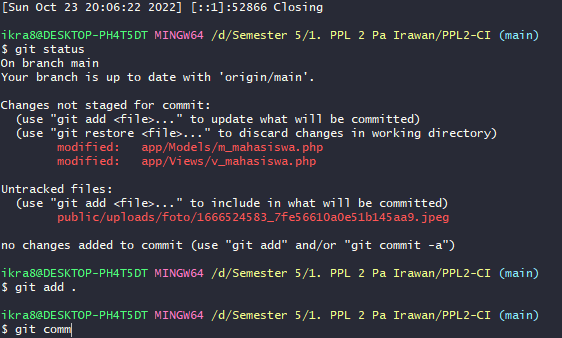 [Sun Oct 23 20:06:22 2022] [::1]:52866 Closing
ikra8@DESKTOP-PH4T5DT MINGW64 /d/Semester 5/1. PPL 2 Pa Irawan/PPL2-CI (main)
$ git status
On branch main
Your branch is up to date with 'origin/main'.
Changes not staged for commit:
(use "git add <file>..." to update what will be committed)
(use "git restore <file>..." to discard changes in working directory)
modified: app/Models/m_mahasiswa.php
modified: app/Views/v_mahasiswa.php
Untracked files:
(use "git add <file>..." to include in what will be committed)
public/uploads/foto/1666524583_7fe56610a0e51b145aa9.jpeg
no changes added to commit (use "git add" and/or "git commit -a")
ikra8@DESKTOP-PH4T5DT MINGW64 /d/Semester 5/1. PPL 2 Pa Irawan/PPL2-CI (main)
$ git add .
ikra8@DESKTOP-PH4T5DT MINGW64 /d/Semester 5/1. PPL 2 Pa Irawan/PPL2-CI (main)
$ git comm